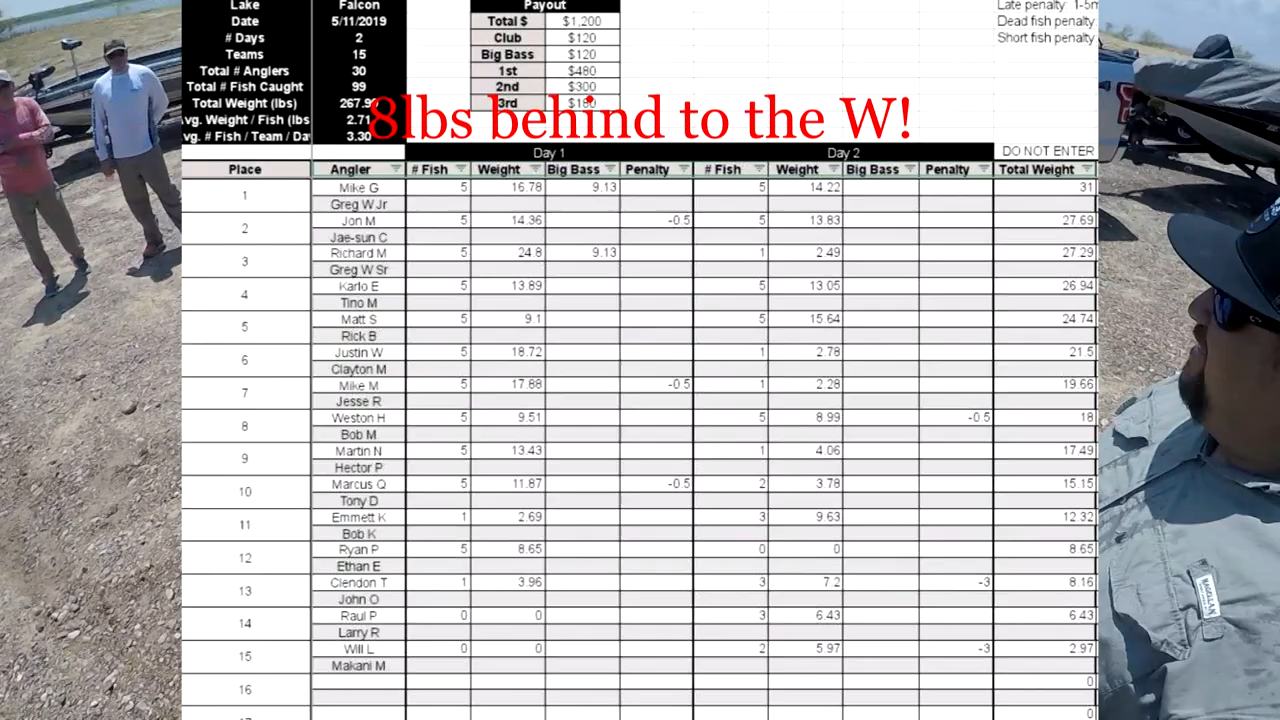 Lake Falcon Payout Late penalty: 1-5m
Date 5/11/2019 Total $ $1,200 Dead fish penalty
# Days 2 Club $120 Short fish penalty
Teams 15 Big Bass $120
Total # Anglers 30 1st $480
Total # Fish Caught 99 2nd $300
Total Weight (lbs) 267.9 3rd $180
8lbs behind to the W!
vg. Weight / Fish (lbs 2.71
vg. # Fish / Team / Da 3.30
Day 1 Day 2 DO NOT ENTER
Place Angler # Fish Weight Big Bass Penalty # Fish Weight Big Bass Penalty Total Weight
1 Mike G 5 16.78 9.13 5 14.22 31
Greg W Jr
2 Jon M 5 14.36 -0.5 5 13.83 27.69
Jae-sun C
3 Richard M 5 24.8 9.13 1 2.49 27.29
Greg W Sr
4 Karlo E 5 13.89 5 13.05 26.94
Tino M
5 Matt S 5 9.1 5 15.64 24.74
Rick B
6 Justin W 5 18.72 1 2.78 21.5
Clayton M
7 Mike M 5 17.88 -0.5 1 2.28 19.66
Jesse R
8 Weston H 5 9.51 5 8.99 -0.5 18
Bob M
9 Martin N 5 13.43 1 4.06 17.49
Hector P
10 Marcus Q 5 11.87 -0.5 2 3.78 15.15
Tony D
11 Emmett K 1 2.69 3 9.63 12.32
Bob K
12 Ryan P 5 8.65 0 0 8.65
Ethan E
13 Clendon T 1 3.96 3 7.2 -3 8.16
John O
14 Raul P 0 0 3 6.43 6.43
Larry R
15 Will L 0 0 2 5.97 -3 2.97
Makani M
16 0
0
MAGELLAN